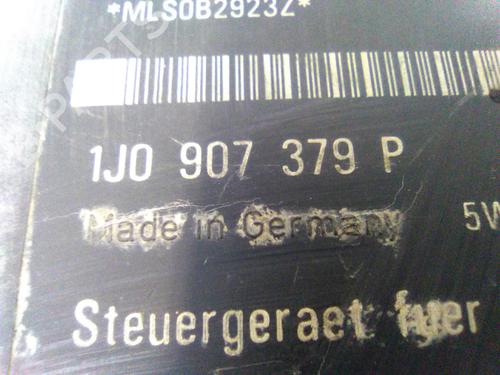 *MLS0B2923Z*
1J0 907 379 P
Made in Germany 5W
Steuergeraet fuer